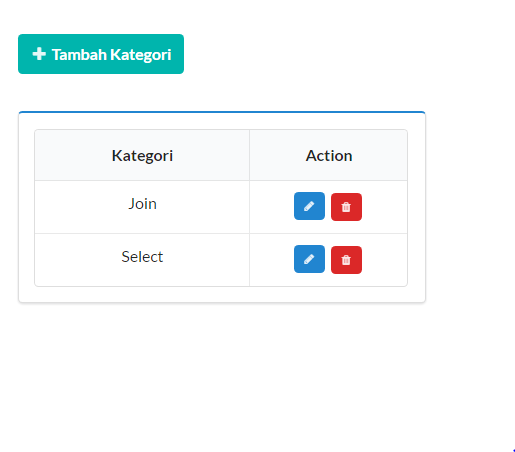 Tambah Kategori
Kategori Action
Join
Select